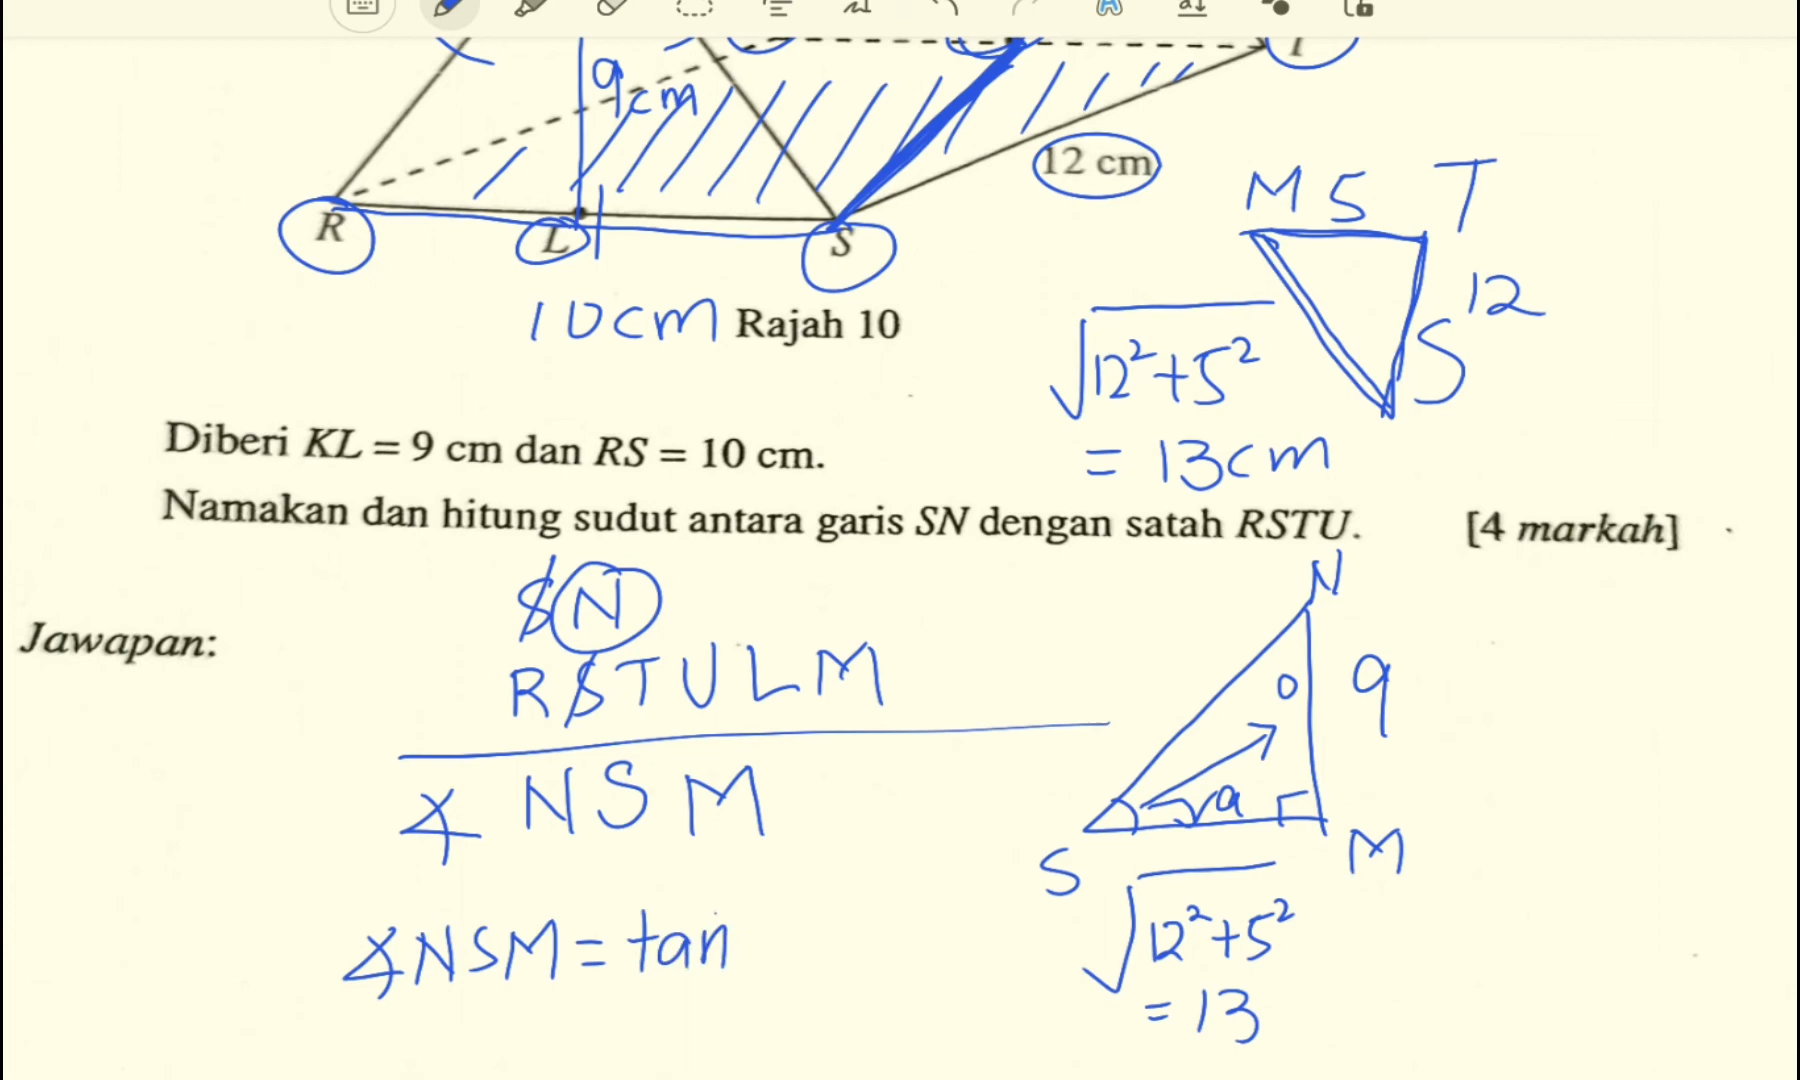 9cm
T
12 cm
R
L
S
M 5 T
12
S
10cm Rajah 10
√12²+5²
= 13cm
Diberi KL = 9 cm dan RS = 10 cm.
Namakan dan hitung sudut antara garis SN dengan satah RSTU. [4 markah]
SN
Jawapan:
RSTULM
∡ NSM
∡NSM = tan
N
O
9
a
S
M
√12²+5²
= 13